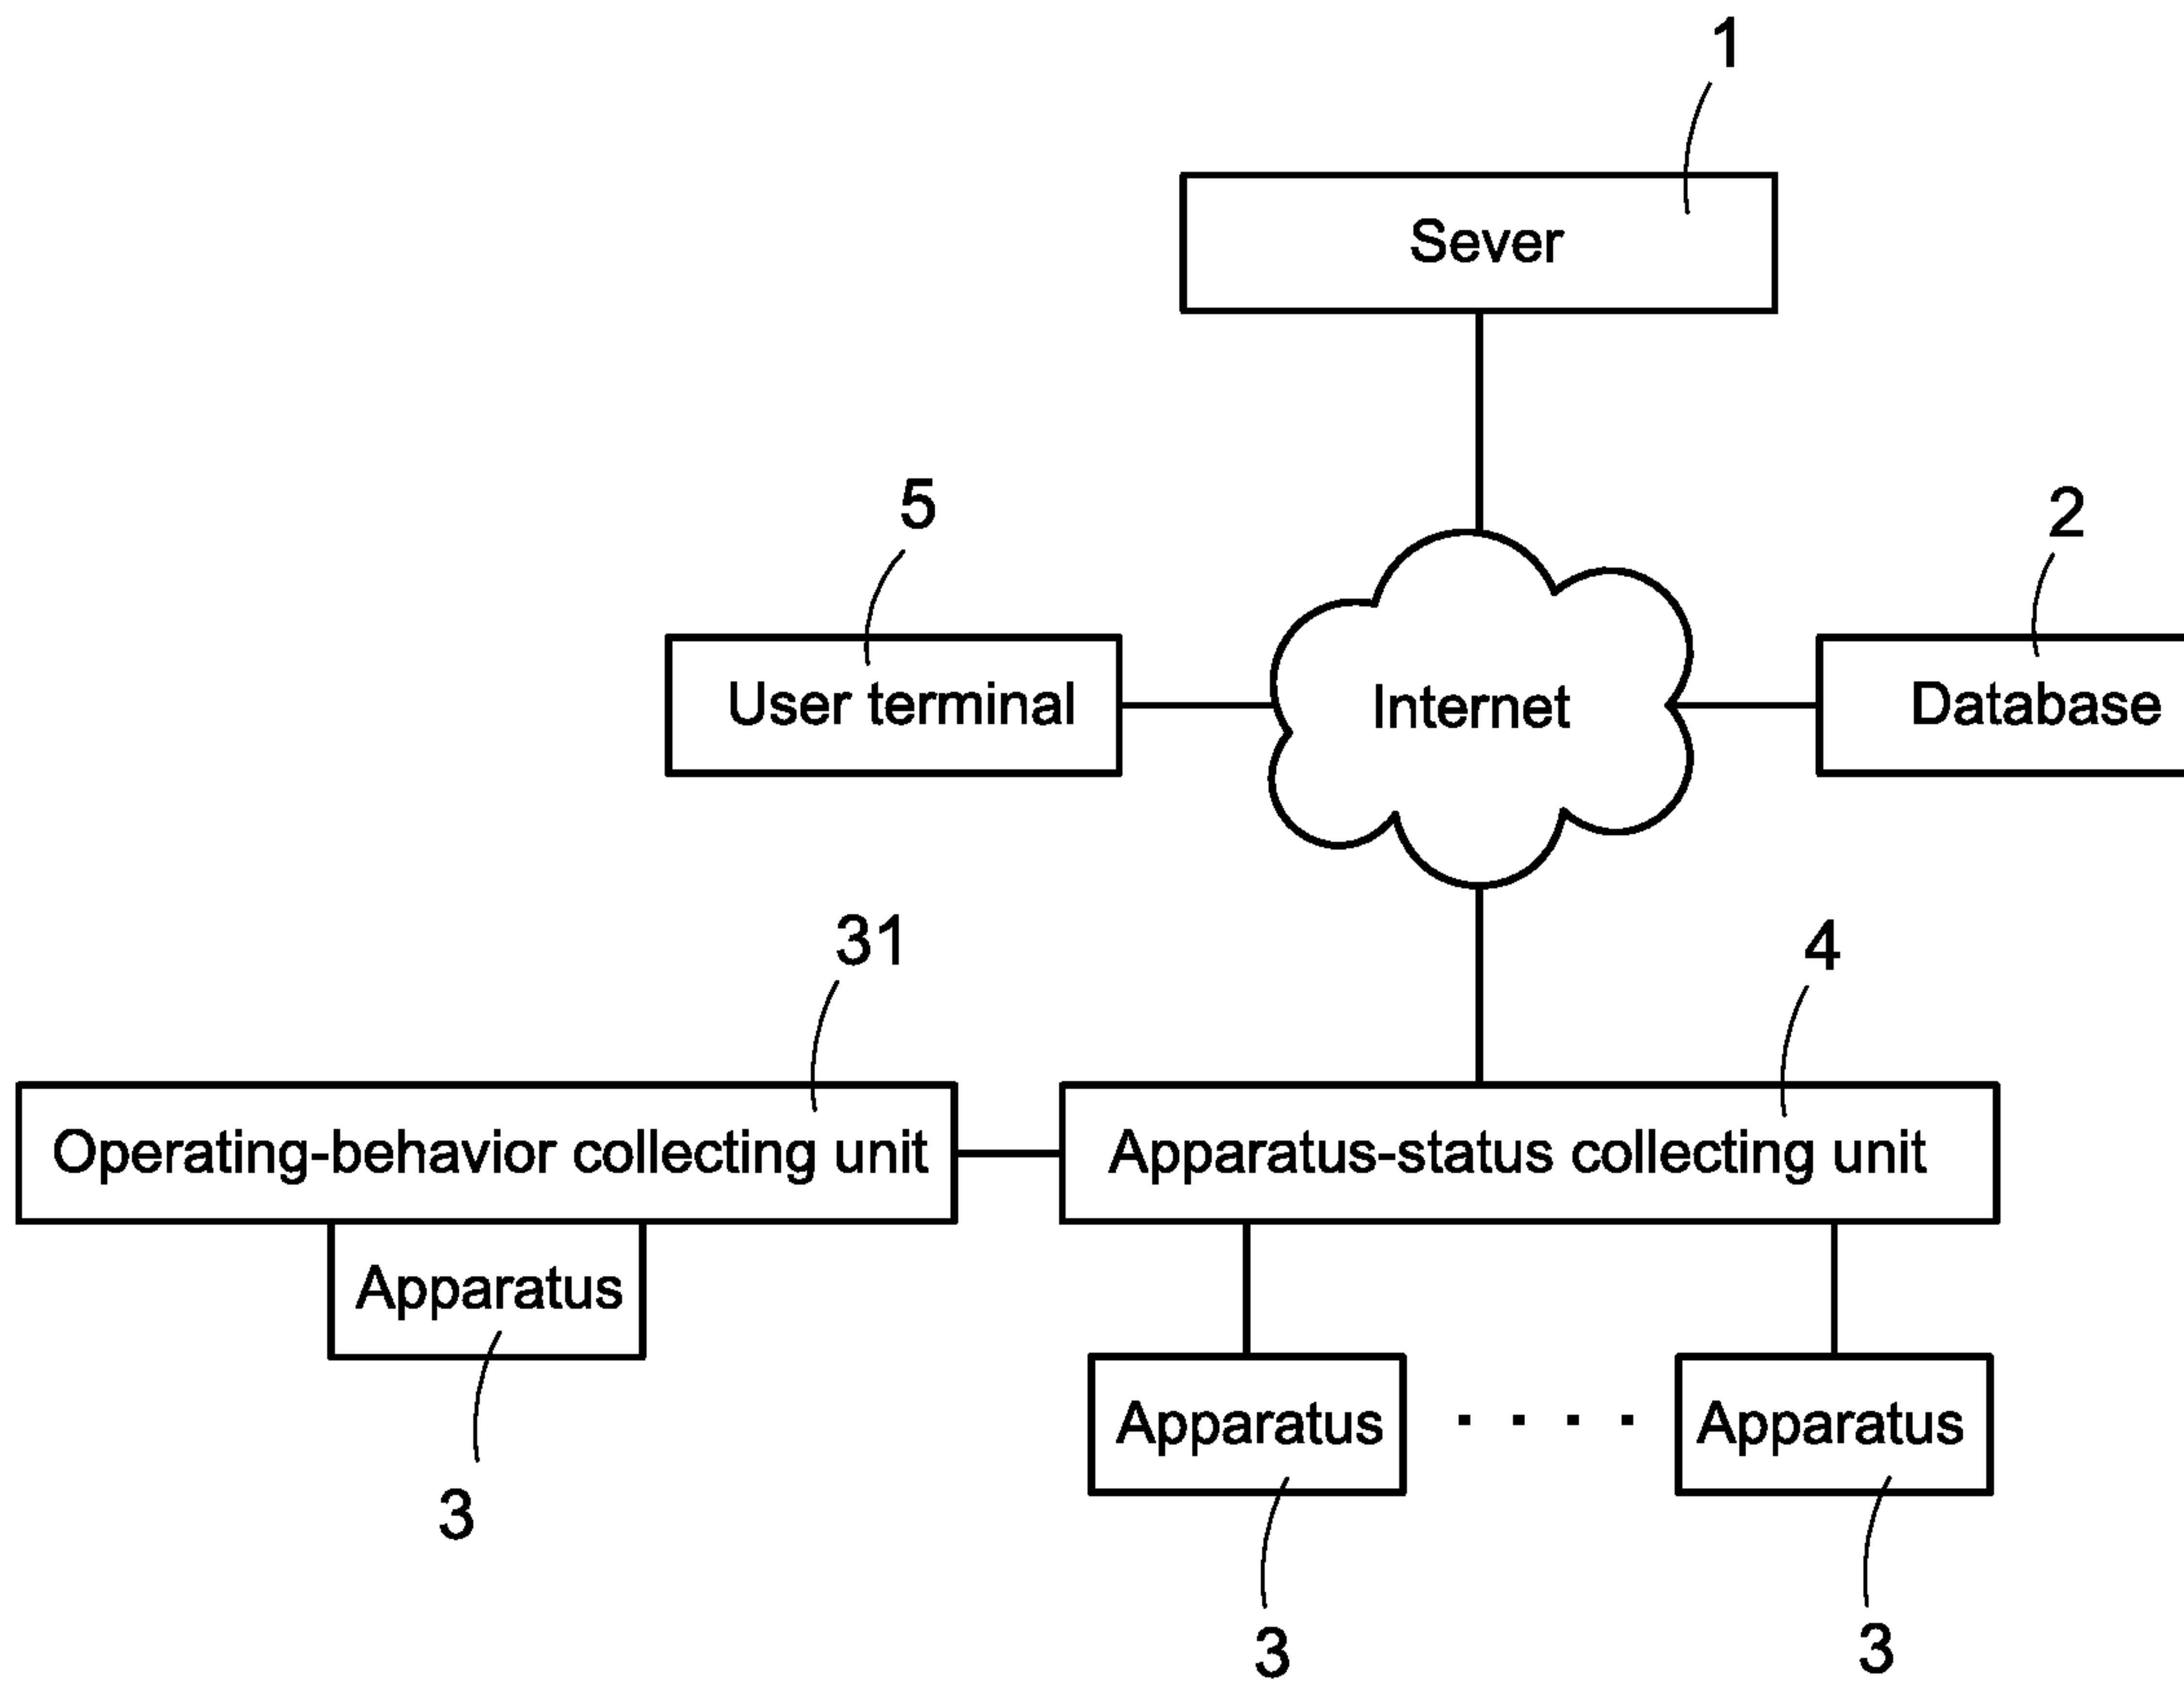 1
Sever
5
2
User terminal
Internet
Database
31
4
Operating-behavior collecting unit
Apparatus-status collecting unit
Apparatus
Apparatus
. . . .
Apparatus
3
3
3